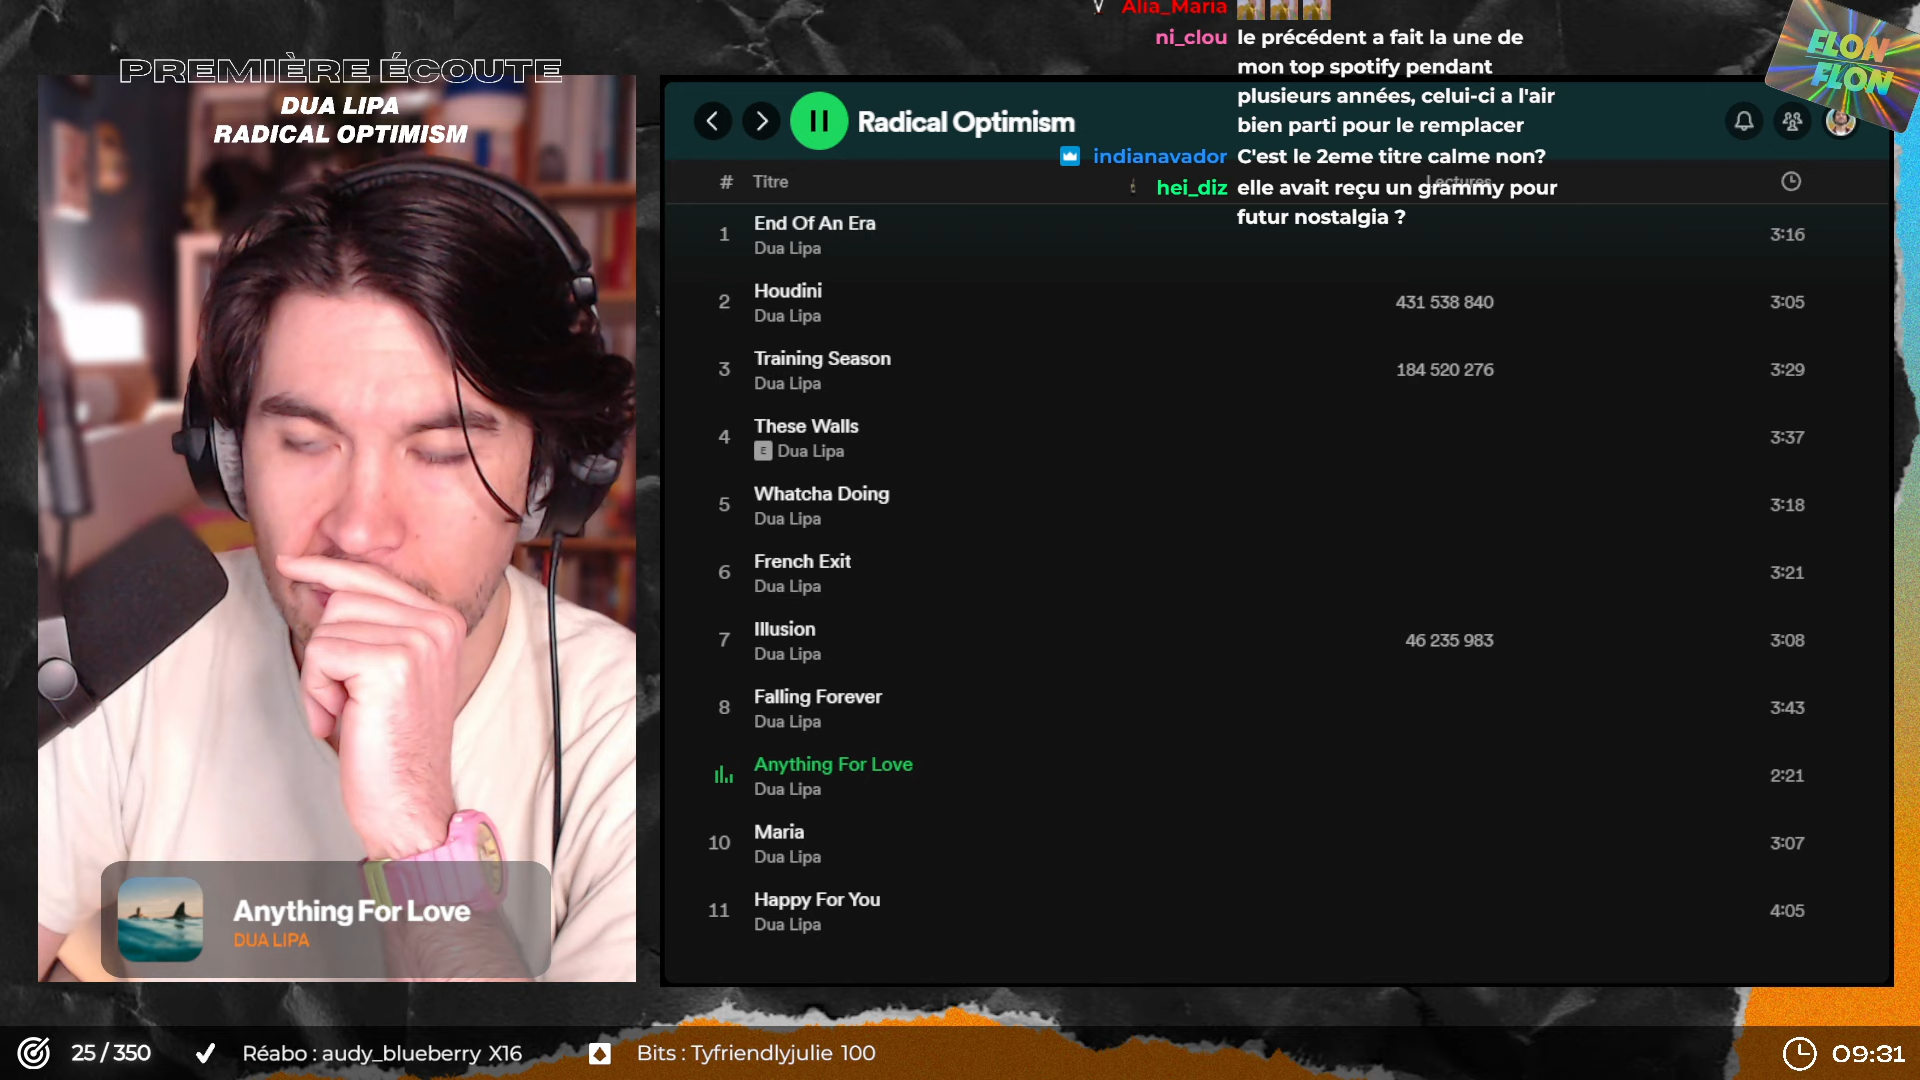 PREMIÈRE ÉCOUTE
DUA LIPA
RADICAL OPTIMISM
Alia_Maria
ni_clou le précédent a fait la une de
mon top spotify pendant
plusieurs années, celui-ci a l'air
bien parti pour le remplacer
indianavador C'est le 2eme titre calme non?
hei_diz elle avait reçu un grammy pour
futur nostalgia ?
FLON
FLON
Radical Optimism
# Titre Lectures
1 End Of An Era 3:16
Dua Lipa
2 Houdini 431 538 840 3:05
Dua Lipa
3 Training Season 184 520 276 3:29
Dua Lipa
4 These Walls 3:37
E Dua Lipa
5 Whatcha Doing 3:18
Dua Lipa
6 French Exit 3:21
Dua Lipa
7 Illusion 46 235 983 3:08
Dua Lipa
8 Falling Forever 3:43
Dua Lipa
Anything For Love 2:21
Dua Lipa
10 Maria 3:07
Dua Lipa
11 Happy For You 4:05
Dua Lipa
Anything For Love
DUA LIPA
25 / 350 Réabo : audy_blueberry X16 Bits : Tyfriendlyjulie 100 09:31